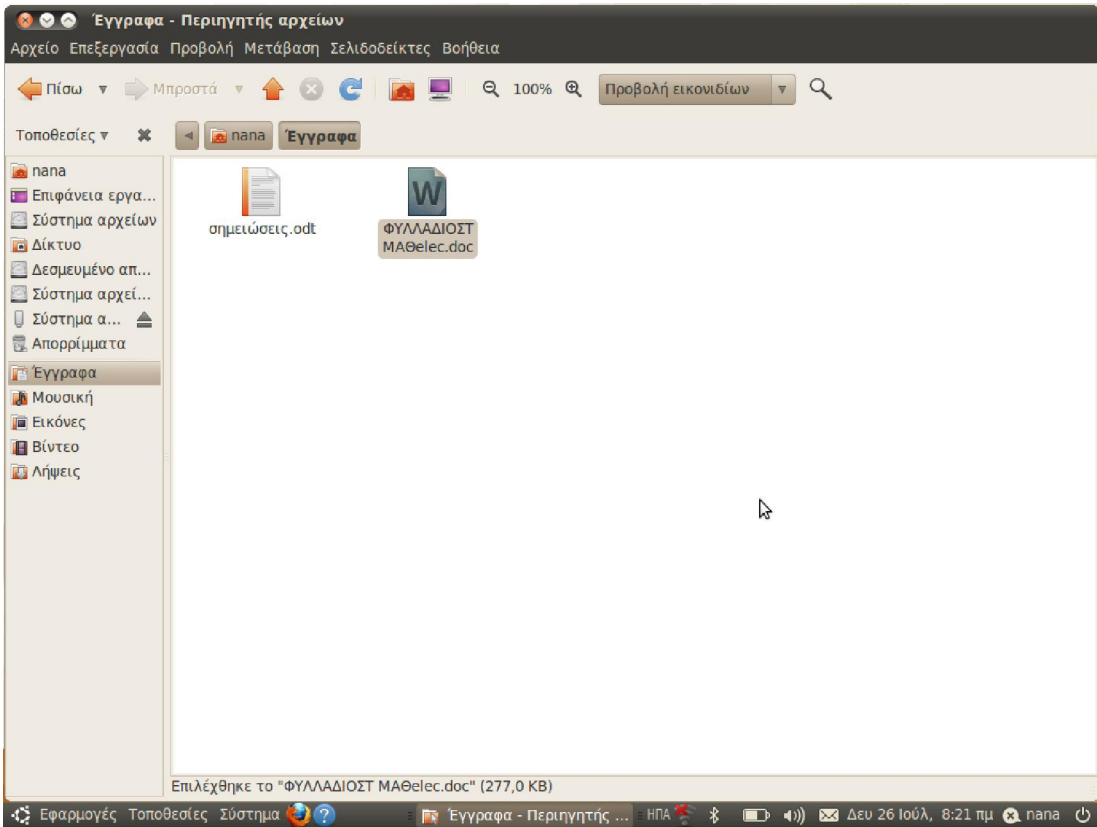 Έγγραφα - Περιηγητής αρχείων
Αρχείο Επεξεργασία Προβολή Μετάβαση Σελιδοδείκτες Βοήθεια
Πίσω Μπροστά 100% Προβολή εικονιδίων
Τοποθεσίες nana Έγγραφα
nana
Επιφάνεια εργα...
Σύστημα αρχείων
Δίκτυο
Δεσμευμένο απ...
Σύστημα αρχεί...
Σύστημα α...
Απορρίμματα
Έγγραφα
Μουσική
Εικόνες
Βίντεο
Λήψεις
σημειώσεις.odt
ΦΥΛΛΑΔΙΟΣΤ
ΜΑΘelec.doc
Επιλέχθηκε το "ΦΥΛΛΑΔΙΟΣΤ ΜΑΘelec.doc" (277,0 KB)
Εφαρμογές Τοποθεσίες Σύστημα Έγγραφα - Περιηγητής ... ΗΠΑ Δευ 26 Ιούλ, 8:21 πμ nana